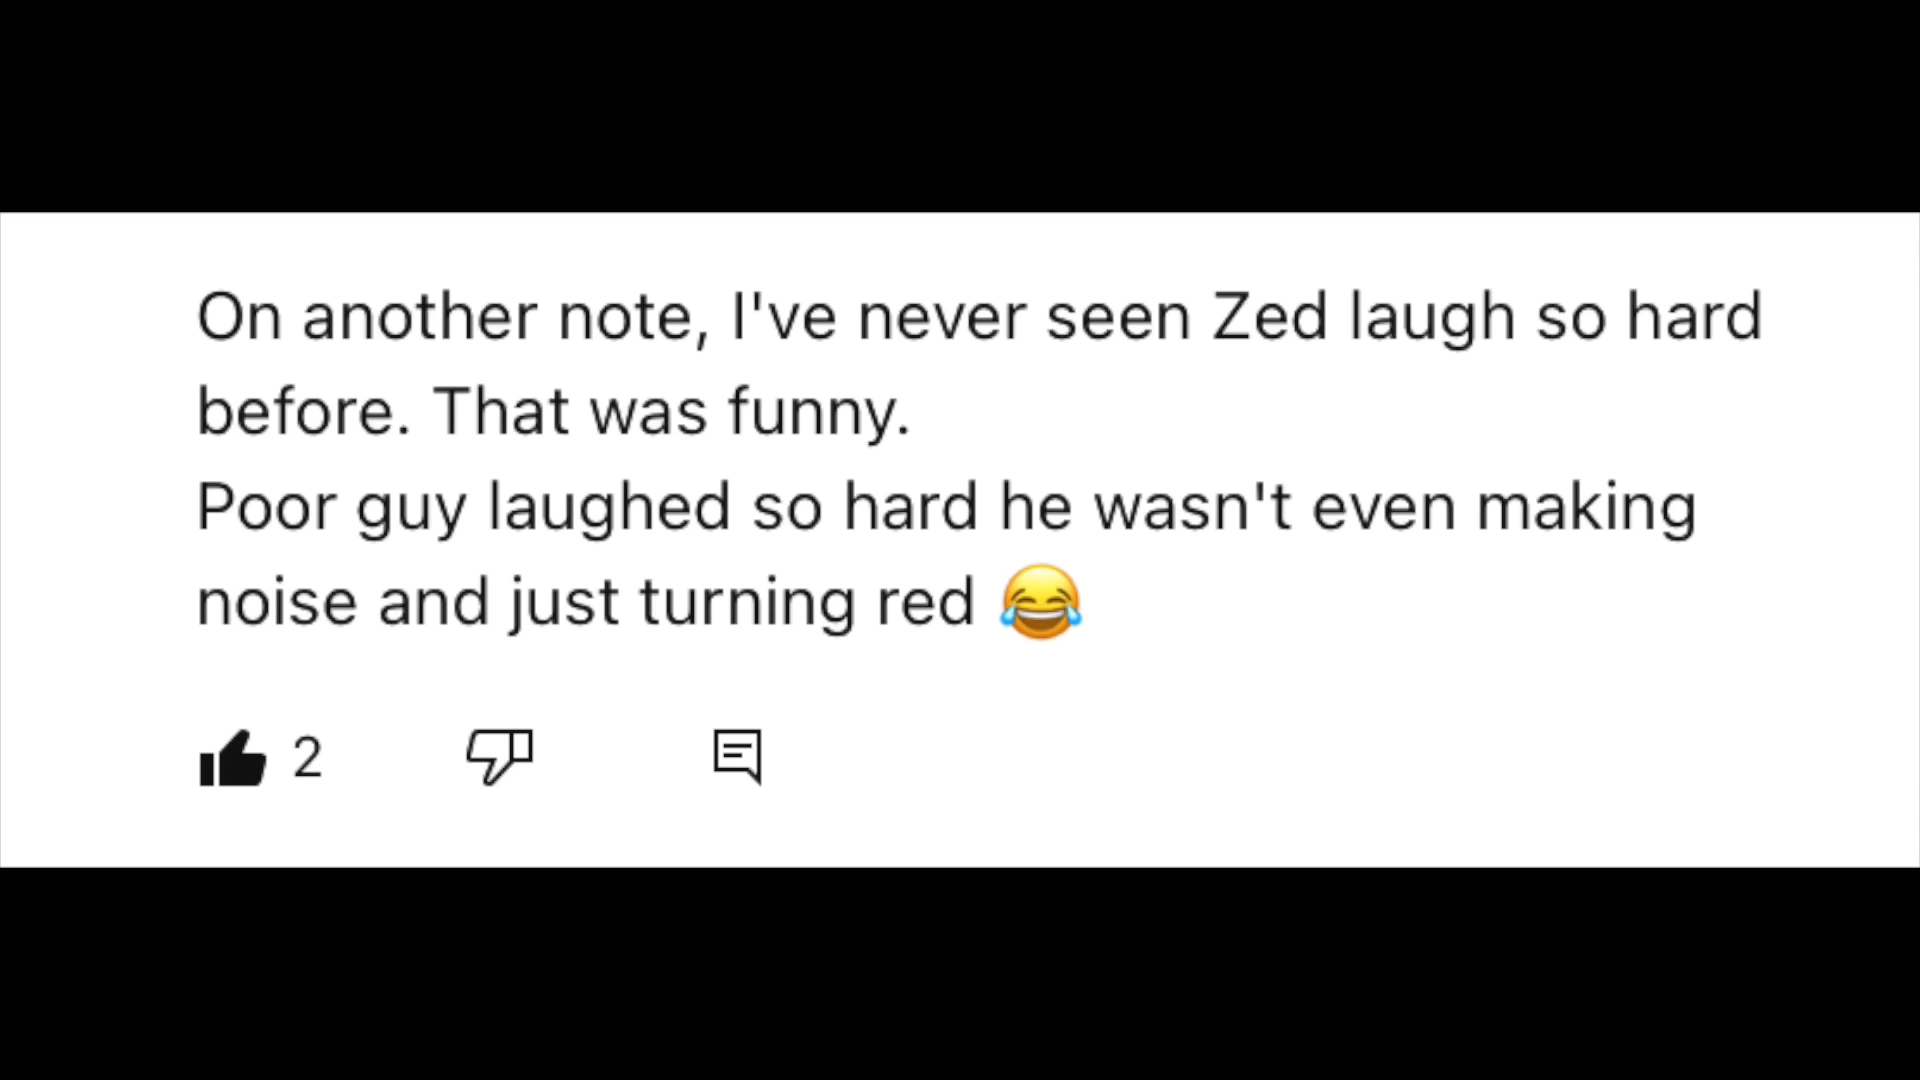 On another note, I've never seen Zed laugh so hard
before. That was funny.
Poor guy laughed so hard he wasn't even making
noise and just turning red 😂
2